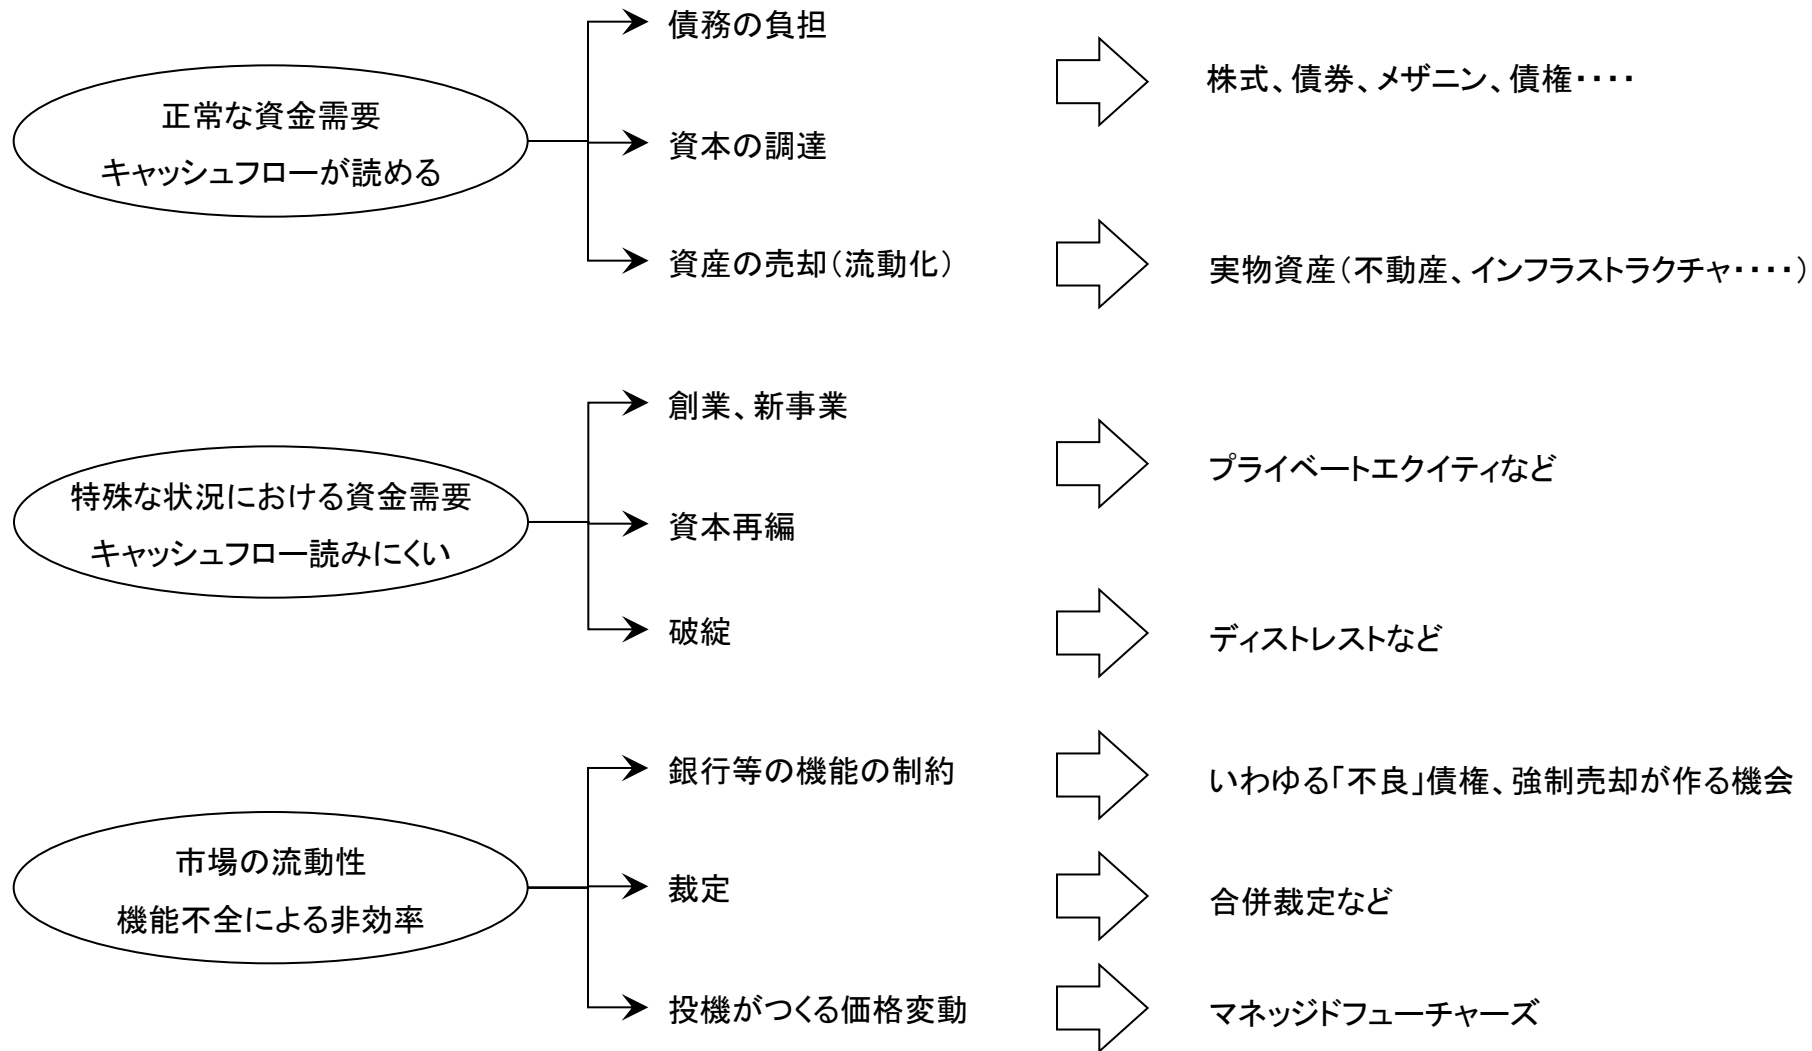 債務の負担
株式、債券、メザニン、債権・・・・
正常な資金需要
キャッシュフローが読める
資本の調達
資産の売却（流動化）
実物資産（不動産、インフラストラクチャ・・・・）
創業、新事業
プライベートエクイティなど
特殊な状況における資金需要
キャッシュフロー読みにくい
資本再編
破綻
ディストレストなど
銀行等の機能の制約
いわゆる「不良」債権、強制売却が作る機会
市場の流動性
機能不全による非効率
裁定
合併裁定など
投機がつくる価格変動
マネッジドフューチャーズ